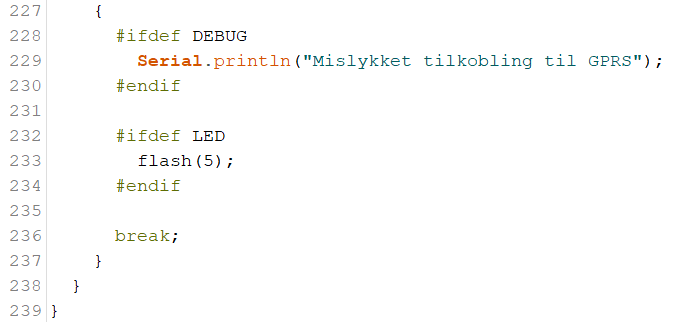 227     {
228       #ifdef DEBUG
229         Serial.println("Mislykket tilkobling til GPRS");
230       #endif
231
232       #ifdef LED
233         flash(5);
234       #endif
235
236       break;
237     }
238   }
239 }